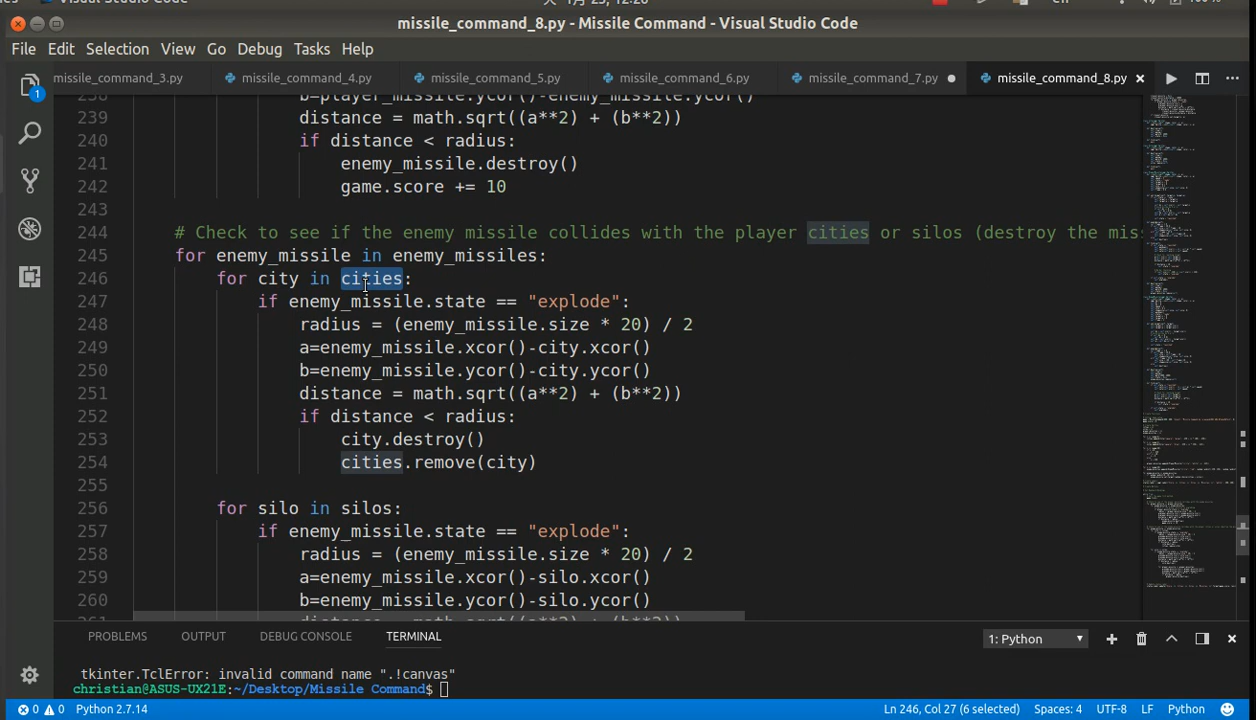 missile_command_8.py - Missile Command - Visual Studio Code
File Edit Selection View Go Debug Tasks Help
missile_command_3.py missile_command_4.py missile_command_5.py missile_command_6.py missile_command_7.py missile_command_8.py
1
b=player_missile.ycor()-enemy_missile.ycor()
239 distance = math.sqrt((a**2) + (b**2))
240 if distance < radius:
241 enemy_missile.destroy()
242 game.score += 10
243
244 # Check to see if the enemy missile collides with the player cities or silos (destroy the mis
245 for enemy_missile in enemy_missiles:
246 for city in cities:
247 if enemy_missile.state == "explode":
248 radius = (enemy_missile.size * 20) / 2
249 a=enemy_missile.xcor()-city.xcor()
250 b=enemy_missile.ycor()-city.ycor()
251 distance = math.sqrt((a**2) + (b**2))
252 if distance < radius:
253 city.destroy()
254 cities.remove(city)
255
256 for silo in silos:
257 if enemy_missile.state == "explode":
258 radius = (enemy_missile.size * 20) / 2
259 a=enemy_missile.xcor()-silo.xcor()
260 b=enemy_missile.ycor()-silo.ycor()
PROBLEMS OUTPUT DEBUG CONSOLE TERMINAL 1: Python
tkinter.TclError: invalid command name ".!canvas"
christian@ASUS-UX21E:~/Desktop/Missile Command$
0 0 Python 2.7.14 Ln 246, Col 27 (6 selected) Spaces: 4 UTF-8 LF Python